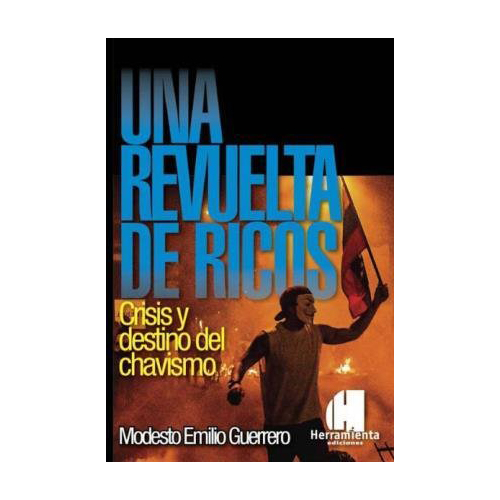 UNA
REVUELTA
DE RICOS
Crisis y
destino del
chavismo
Modesto Emilio Guerrero
Herramienta
ediciones